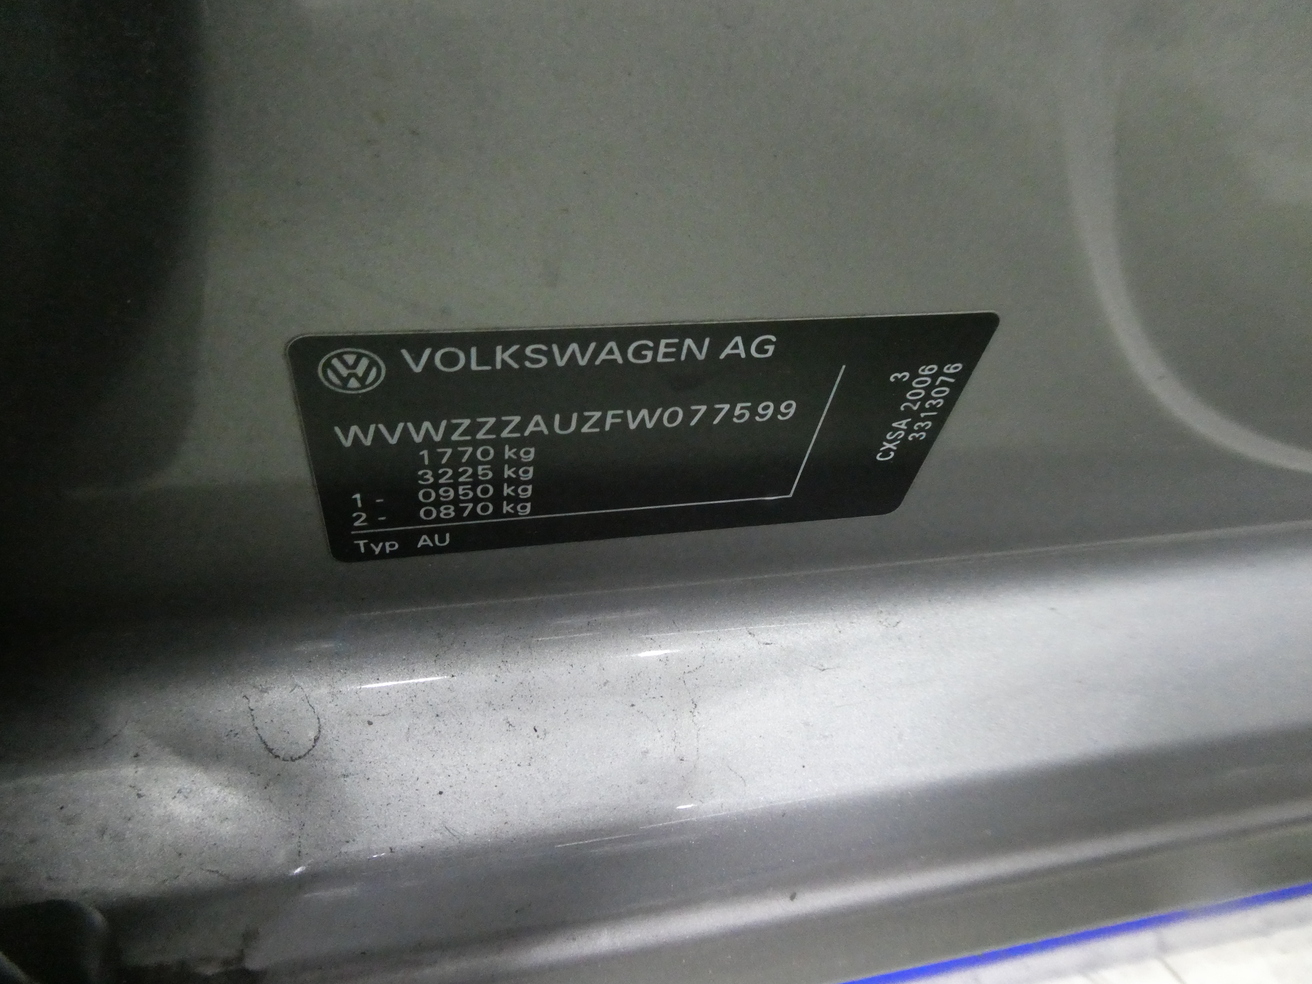 VOLKSWAGEN AG
WVWZZZAUZFW077599
1770 kg
3225 kg
1 - 0950 kg
2 - 0870 kg
Typ AU
3
CXSA 2006
3313076